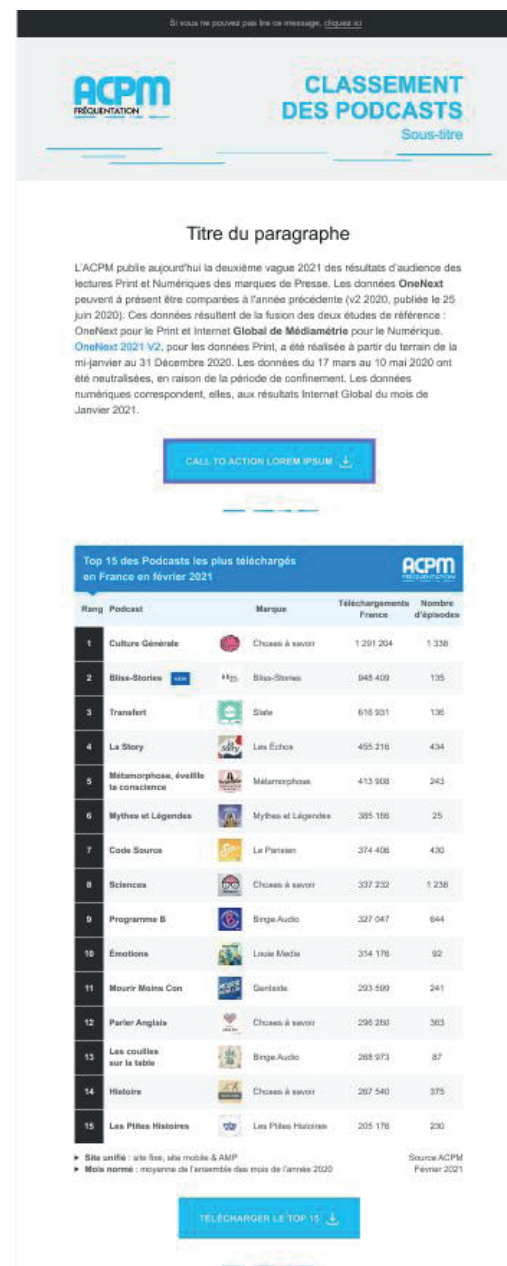 Si vous ne pouvez pas lire ce message, cliquez ici
ACPM
FRÉQUENTATION
CLASSEMENT
DES PODCASTS
Sous-titre
Titre du paragraphe
L'ACPM publie aujourd'hui la deuxième vague 2021 des résultats d'audience des
lectures Print et Numériques des marques de Presse. Les données OneNext
peuvent à présent être comparées à l'année précédente (v2 2020, publiée le 25
juin 2020). Ces données résultent de la fusion des deux études de référence :
OneNext pour le Print et Internet Global de Médiamétrie pour le Numérique.
OneNext 2021 V2, pour les données Print, a été réalisée à partir du terrain de la
mi-janvier au 31 Décembre 2020. Les données du 17 mars au 10 mai 2020 ont
été neutralisées, en raison de la période de confinement. Les données
numériques correspondent, elles, aux résultats Internet Global du mois de
Janvier 2021.
CALL TO ACTION LOREM IPSUM
Top 15 des Podcasts les plus téléchargés
en France en février 2021
ACPM
FRÉQUENTATION
Rang Podcast Marque Téléchargements France Nombre d'épisodes
1 Culture Générale Choses à savoir 1 291 204 1 338
2 Bliss-Stories NEW Bliss-Stories 948 409 135
3 Transfert Slate 616 931 136
4 La Story Les Échos 455 216 434
5 Métamorphose, éveille ta conscience Métamorphose 413 908 243
6 Mythes et Légendes Mythes et Légendes 385 166 25
7 Code Source Le Parisien 374 406 430
8 Sciences Choses à savoir 337 232 1 238
9 Programme B Binge Audio 327 047 644
10 Émotions Louie Media 314 176 92
11 Mourir Moins Con Gentside 293 599 241
12 Parler Anglais Choses à savoir 296 260 363
13 Les couilles sur la table Binge Audio 268 973 87
14 Histoire Choses à savoir 267 540 375
15 Les Ptites Histoires Les Ptites Histoires 205 176 230
► Site unifié : site fixe, site mobile & AMP
► Mois normé : moyenne de l'ensemble des mois de l'année 2020
Source ACPM
Février 2021
TÉLÉCHARGER LE TOP 15